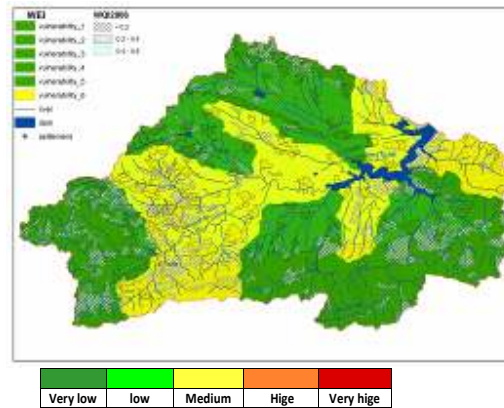 WEI
vulnerability_1
vulnerability_2
vulnerability_3
vulnerability_4
vulnerability_5
vulnerability_6
river
dam
settlement
Very low low Medium Hige Very hige